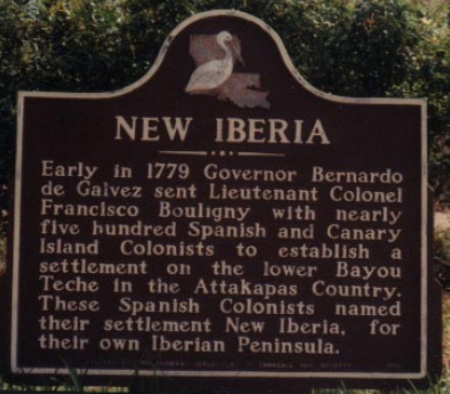 NEW IBERIA
Early in 1779 Governor Bernardo
de Galvez sent Lieutenant Colonel
Francisco Bouligny with nearly
five hundred Spanish and Canary
Island Colonists to establish a
settlement on the lower Bayou
Teche in the Attakapas Country.
These Spanish Colonists named
their settlement New Iberia, for
their own Iberian Peninsula.